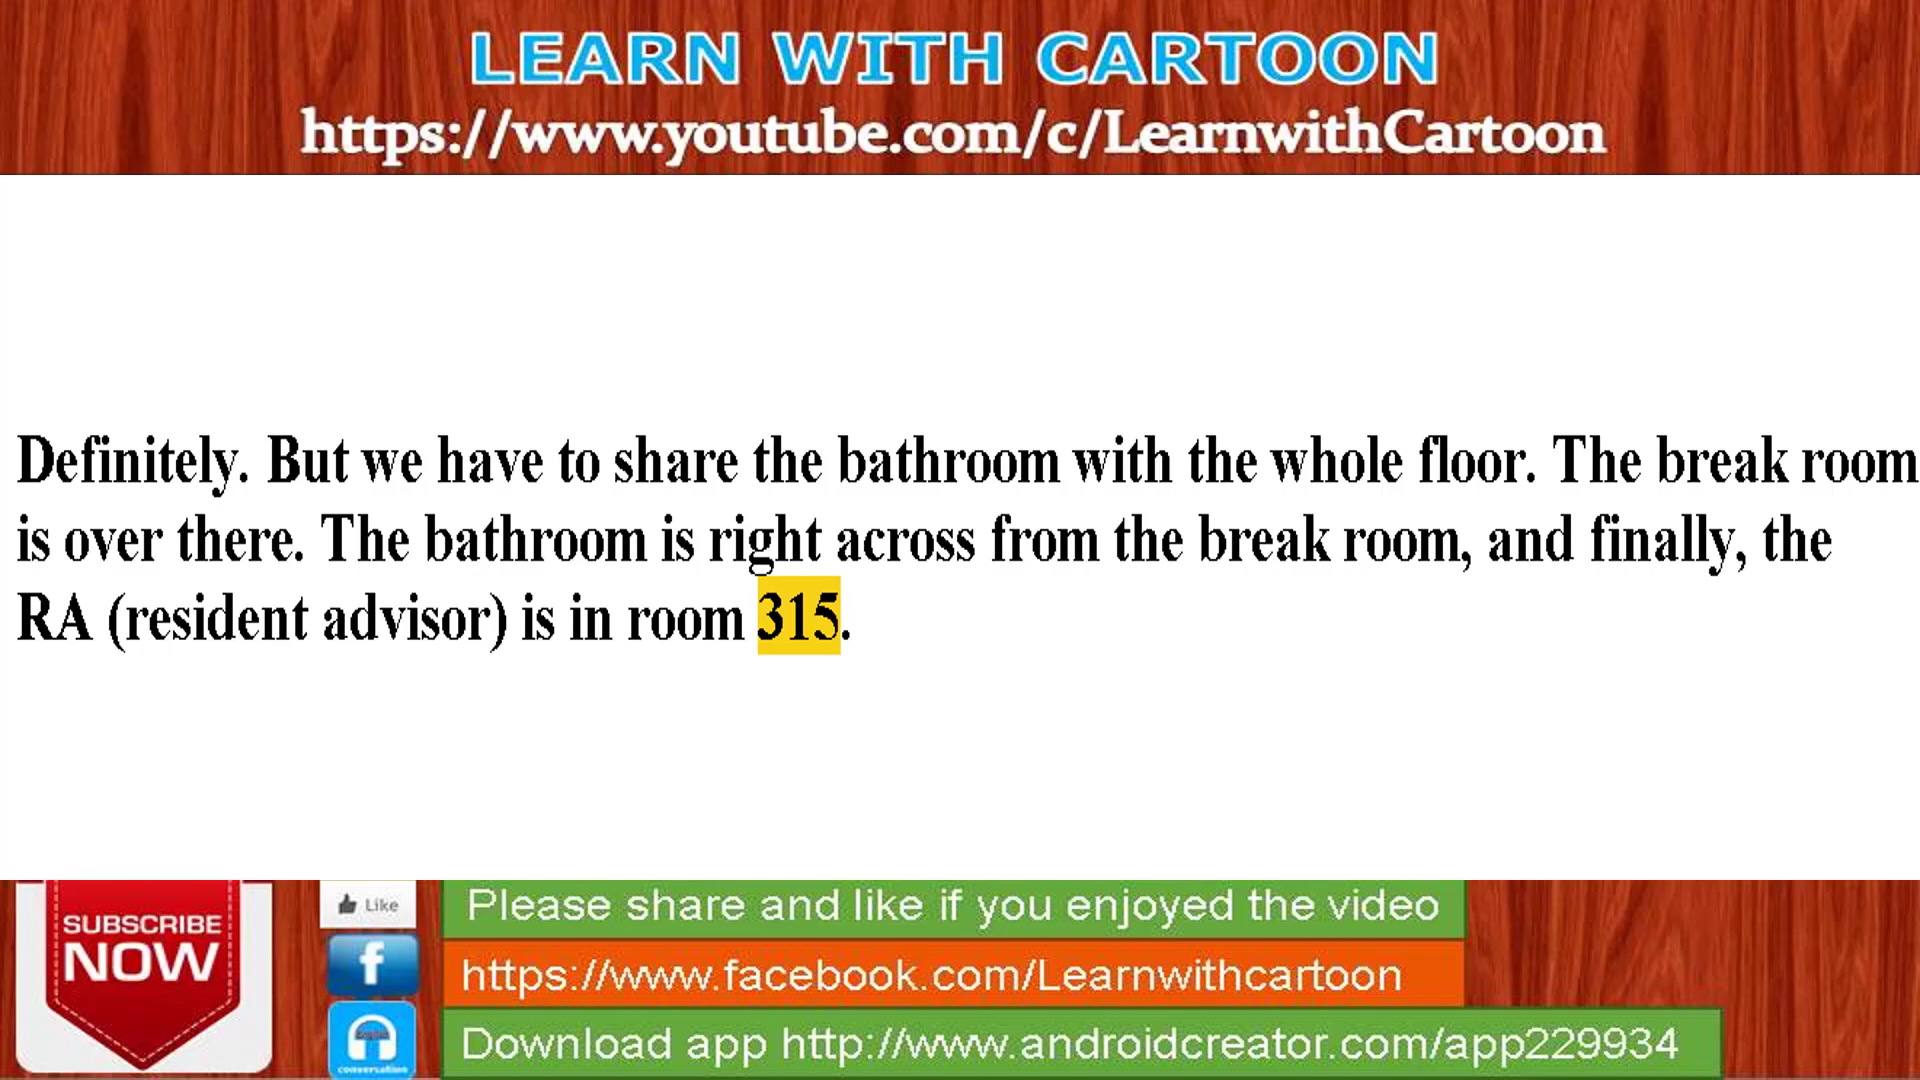 LEARN WITH CARTOON
https://www.youtube.com/c/LearnwithCartoon
Definitely. But we have to share the bathroom with the whole floor. The break room
is over there. The bathroom is right across from the break room, and finally, the
RA (resident advisor) is in room 315.
SUBSCRIBE
NOW
Like
f
conversation
Please share and like if you enjoyed the video
https://www.facebook.com/Learnwithcartoon
Download app http://www.androidcreator.com/app229934